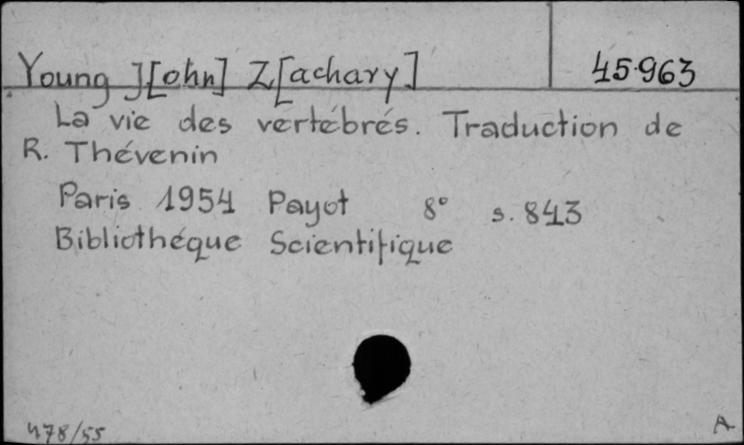 Young J[ohn] Z[achary] 45963
La vie des vertébrés. Traduction de
R. Thévenin
Paris 1954 Payot 8° s. 843
Bibliothéque Scientifique
478/55 A